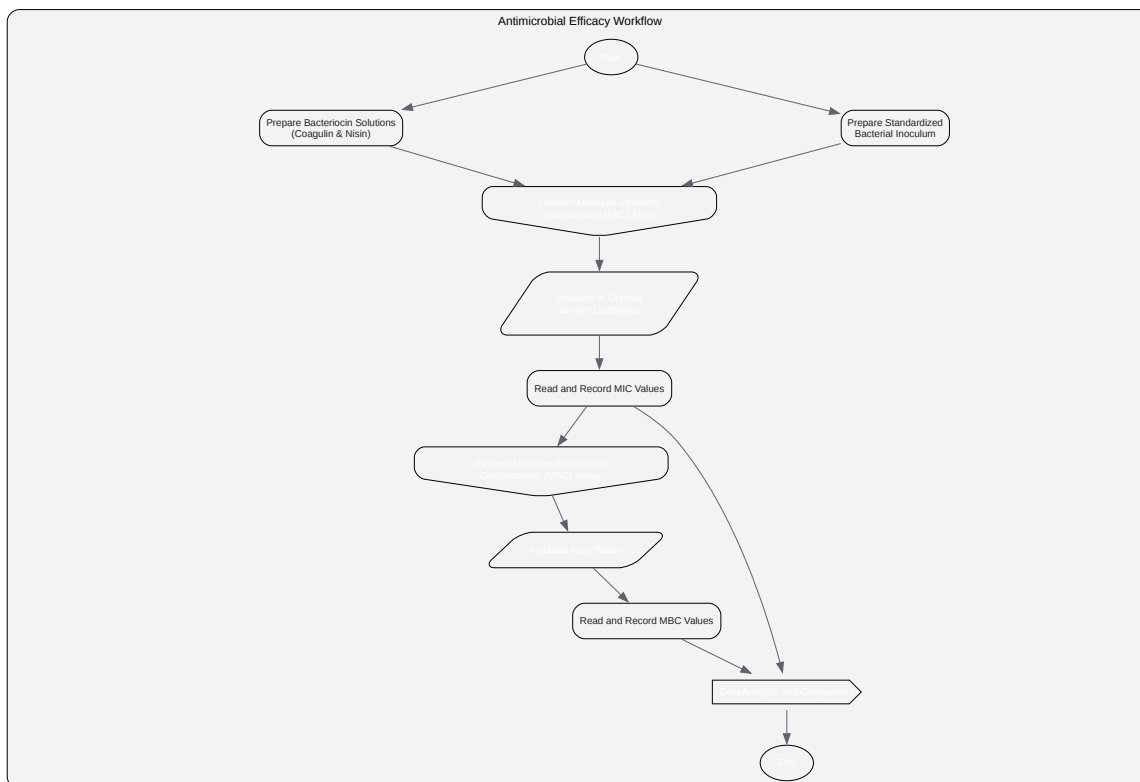 Antimicrobial Efficacy Workflow
Start
Prepare Bacteriocin Solutions
(Coagulin & Nisin)
Prepare Standardized
Bacterial Inoculum
Perform Minimum Inhibitory
Concentration (MIC) Assay
Incubate at Optimal
Growth Conditions
Read and Record MIC Values
Perform Minimum Bactericidal
Concentration (MBC) Assay
Incubate Agar Plates
Read and Record MBC Values
Data Analysis and Comparison
End